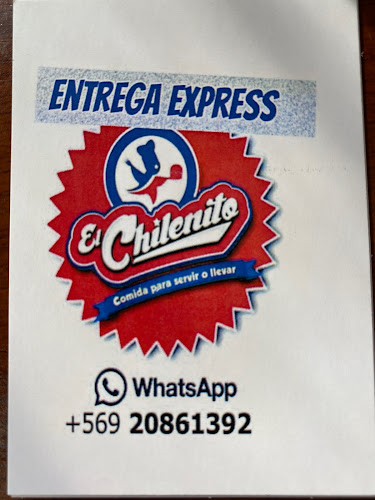 ENTREGA EXPRESS
El
Chilenito
Comida para servir o llevar
WhatsApp
+569 20861392